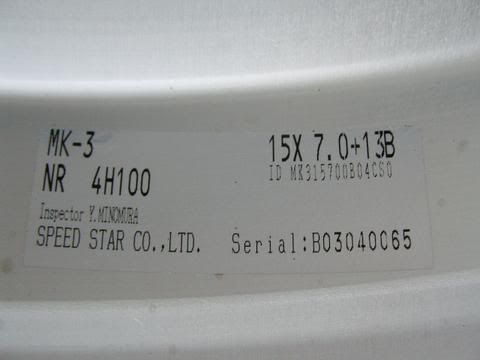 MK-3 15X 7.0+13B
NR 4H100 ID MK315700B04CS0
Inspector Y.MINOMURA
SPEED STAR CO.,LTD. Serial:B03040065